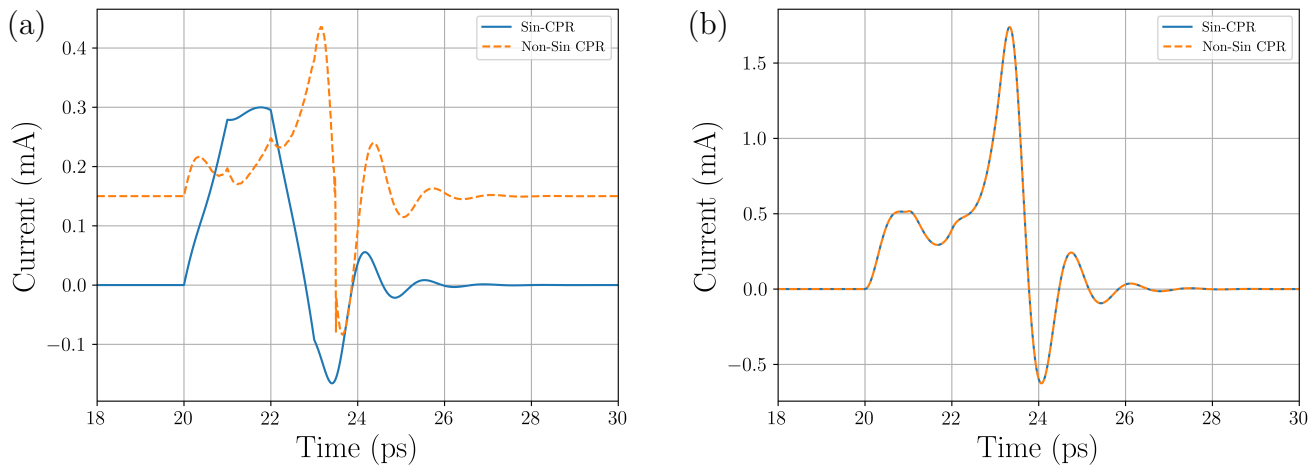 (a)
Current (mA)
0.4
0.3
0.2
0.1
0.0
−0.1
18
20
22
24
26
28
30
Time (ps)
Sin-CPR
Non-Sin CPR
(b)
Current (mA)
1.5
1.0
0.5
0.0
−0.5
18
20
22
24
26
28
30
Time (ps)
Sin-CPR
Non-Sin CPR